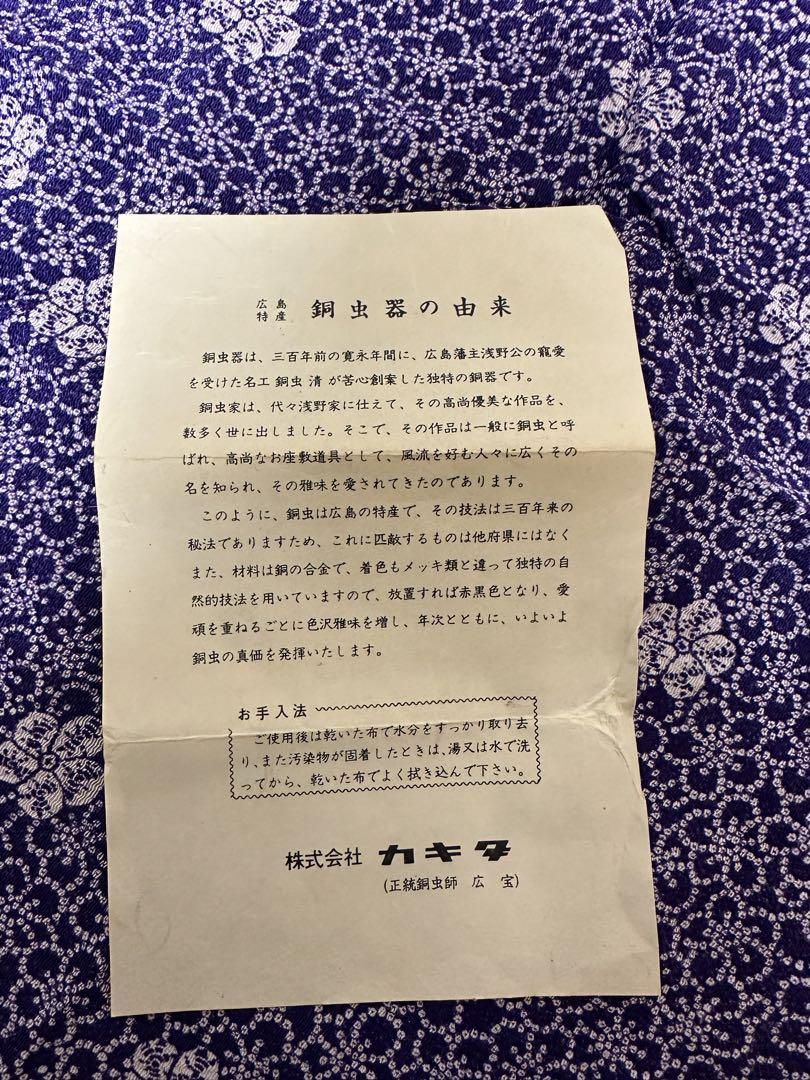 広島特産 銅虫器の由来
銅虫器は、三百年前の寛永年間に、広島藩主浅野公の寵愛
を受けた名工 銅虫 清 が苦心創案した独特の銅器です。
銅虫家は、代々浅野家に仕えて、その高尚優美な作品を、
数多く世に出しました。そこで、その作品は一般に銅虫と呼
ばれ、高尚なお座敷道具として、風流を好む人々に広くその
名を知られ、その雅味を愛されてきたのであります。
このように、銅虫は広島の特産で、その技法は三百年来の
秘法でありますため、これに匹敵するものは他府県にはなく
また、材料は銅の合金で、着色もメッキ類と違って独特の自
然的技法を用いていますので、放置すれば赤黒色となり、愛
頑を重ねるごとに色沢雅味を増し、年次とともに、いよいよ
銅虫の真価を発揮いたします。
お手入法
ご使用後は乾いた布で水分をすっかり取り去
り、また汚染物が固着したときは、湯又は水で洗
ってから、乾いた布でよく拭き込んで下さい。
株式会社 カキタ
(正統銅虫師 広 宝)